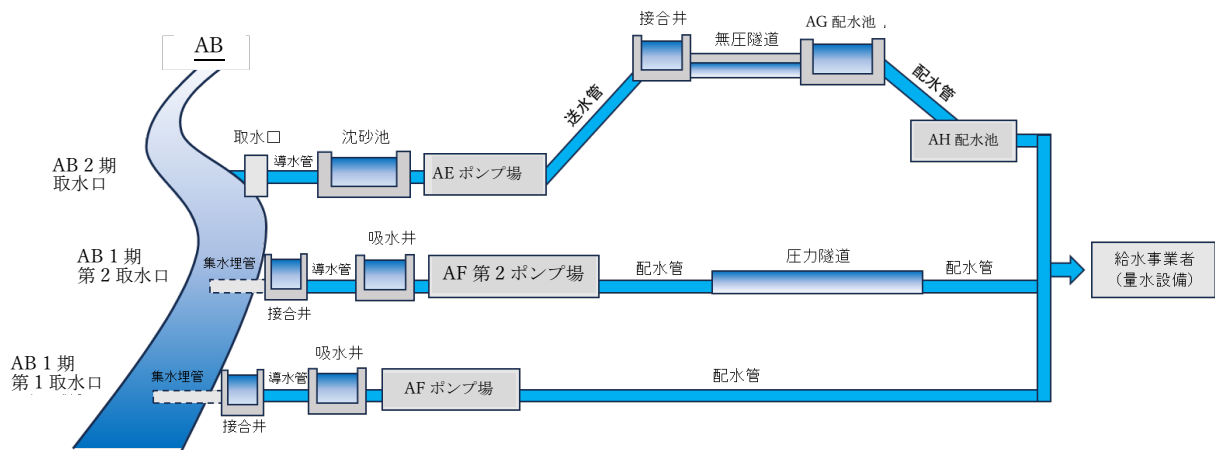 AB
接合井
AG 配水池
無圧隧道
送水管
配水管
AH 配水池
AB 2 期
取水口
取水口
導水管
沈砂池
AE ポンプ場
AB 1 期
第 2 取水口
集水埋管
接合井
導水管
吸水井
AF 第 2 ポンプ場
配水管
圧力隧道
配水管
給水事業者
(量水設備)
AB 1 期
第 1 取水口
集水埋管
接合井
導水管
吸水井
AF ポンプ場
配水管